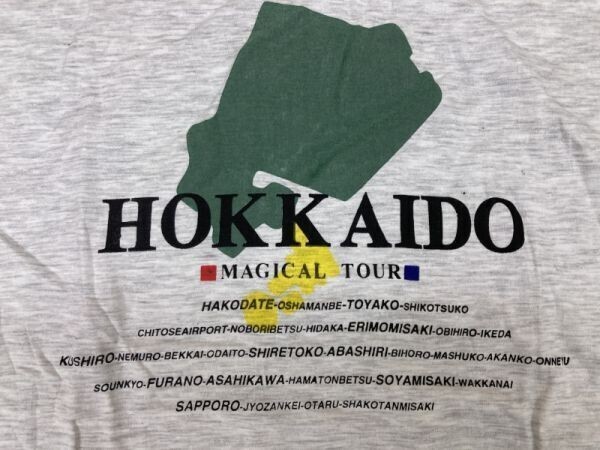 HOKKAIDO
MAGICAL TOUR
HAKODATE-OSHAMANBE-TOYAKO-SHIKOTSUKO
CHITOSEAIRPORT-NOBORIBETSU-HIDAKA-ERIMOMISAKI-OBIHIRO-IKEDA
KUSHIRO-NEMURO-BEKKAI-ODAITO-SHIRETOKO-ABASHIRI-BIHORO-MASHUKO-AKANKO-ONNETU
SOUNKYO-FURANO-ASAHIKAWA-HAMATONBETSU-SOYAMISAKI-WAKKANAI
SAPPORO-JYOZANKEI-OTARU-SHAKOTANMISAKI